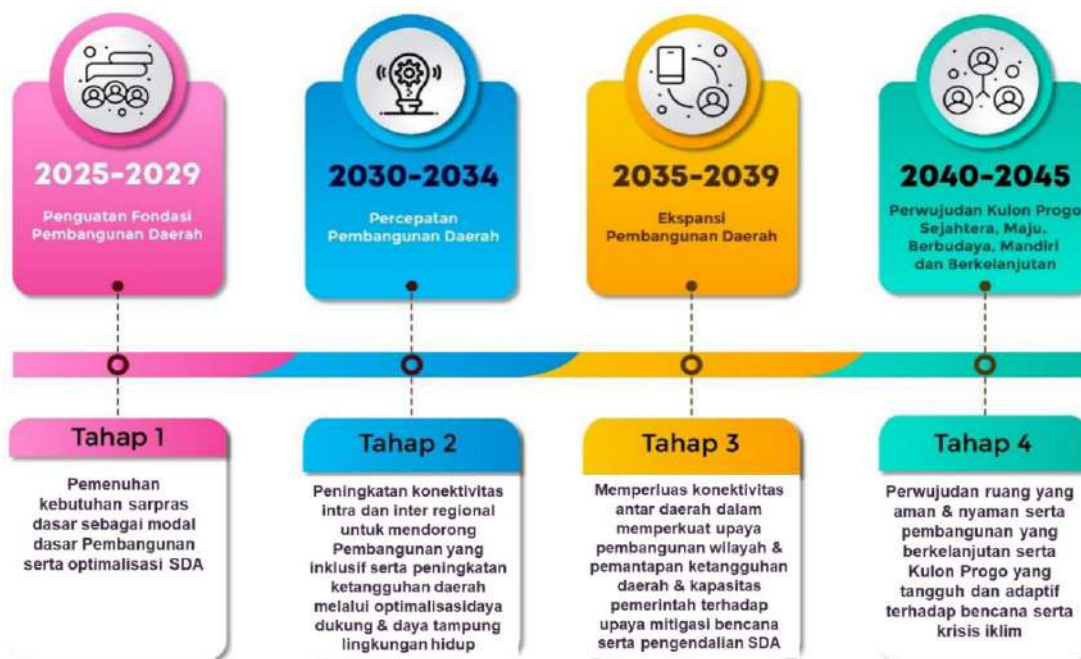 2025-2029
Penguatan Fondasi
Pembangunan Daerah
2030-2034
Percepatan
Pembangunan Daerah
2035-2039
Ekspansi
Pembangunan Daerah
2040-2045
Perwujudan Kulon Progo
Sejahtera, Maju,
Berbudaya, Mandiri
dan Berkelanjutan
Tahap 1
Pemenuhan
kebutuhan sarpras
dasar sebagai modal
dasar Pembangunan
serta optimalisasi SDA
Tahap 2
Peningkatan konektivitas
intra dan inter regional
untuk mendorong
Pembangunan yang
inklusif serta peningkatan
ketangguhan daerah
melalui optimalisasidaya
dukung & daya tampung
lingkungan hidup
Tahap 3
Memperluas konektivitas
antar daerah dalam
memperkuat upaya
pembangunan wilayah &
pemantapan ketangguhan
daerah & kapasitas
pemerintah terhadap
upaya mitigasi bencana
serta pengendalian SDA
Tahap 4
Perwujudan ruang yang
aman & nyaman serta
pembangunan yang
berkelanjutan serta
Kulon Progo yang
tangguh dan adaptif
terhadap bencana serta
krisis iklim